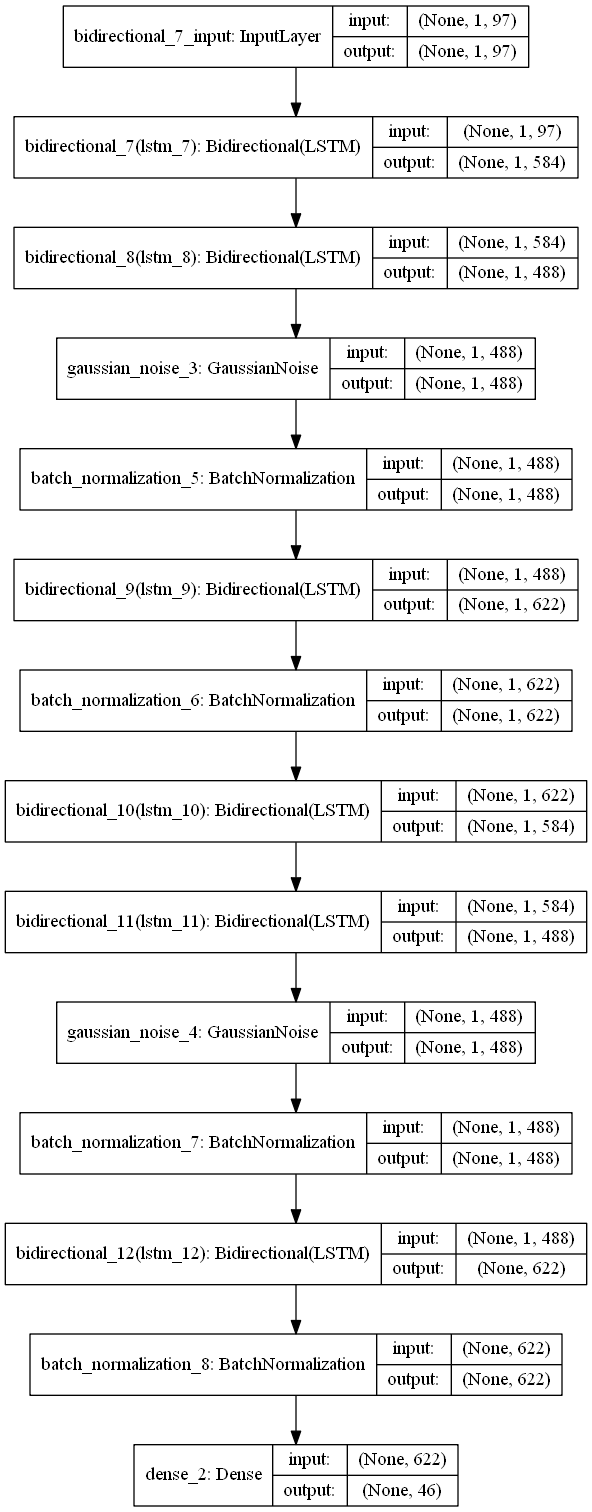 bidirectional_7_input: InputLayer
input: (None, 1, 97)
output: (None, 1, 97)
bidirectional_7(lstm_7): Bidirectional(LSTM)
input: (None, 1, 97)
output: (None, 1, 584)
bidirectional_8(lstm_8): Bidirectional(LSTM)
input: (None, 1, 584)
output: (None, 1, 488)
gaussian_noise_3: GaussianNoise
input: (None, 1, 488)
output: (None, 1, 488)
batch_normalization_5: BatchNormalization
input: (None, 1, 488)
output: (None, 1, 488)
bidirectional_9(lstm_9): Bidirectional(LSTM)
input: (None, 1, 488)
output: (None, 1, 622)
batch_normalization_6: BatchNormalization
input: (None, 1, 622)
output: (None, 1, 622)
bidirectional_10(lstm_10): Bidirectional(LSTM)
input: (None, 1, 622)
output: (None, 1, 584)
bidirectional_11(lstm_11): Bidirectional(LSTM)
input: (None, 1, 584)
output: (None, 1, 488)
gaussian_noise_4: GaussianNoise
input: (None, 1, 488)
output: (None, 1, 488)
batch_normalization_7: BatchNormalization
input: (None, 1, 488)
output: (None, 1, 488)
bidirectional_12(lstm_12): Bidirectional(LSTM)
input: (None, 1, 488)
output: (None, 622)
batch_normalization_8: BatchNormalization
input: (None, 622)
output: (None, 622)
dense_2: Dense
input: (None, 622)
output: (None, 46)